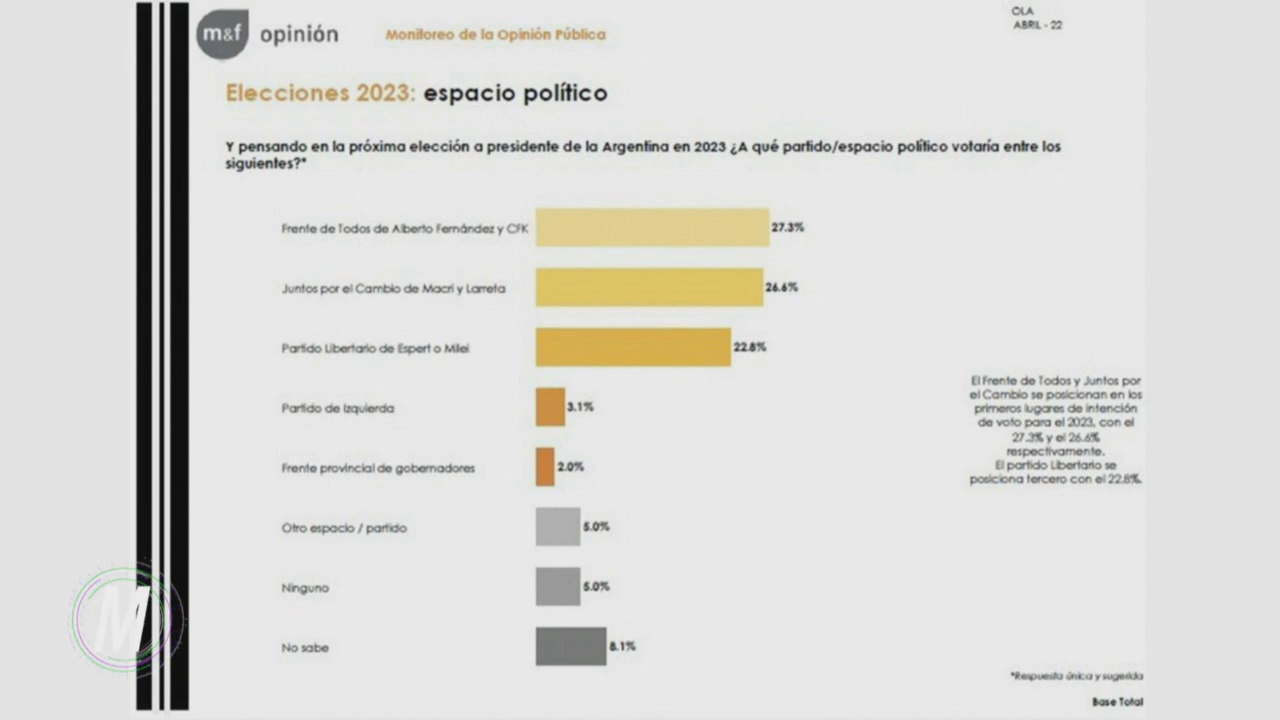 m&f opinión
Monitoreo de la Opinión Pública
OLA
ABRIL - 22
Elecciones 2023: espacio político
Y pensando en la próxima elección a presidente de la Argentina en 2023 ¿A qué partido/espacio político votaría entre los
siguientes?*
Frente de Todos de Alberto Fernández y CFK 27.3%
Juntos por el Cambio de Macri y Larreta 26.6%
Partido Libertario de Espert o Milei 22.8%
Partido de Izquierda 3.1%
Frente provincial de gobernadores 2.0%
Otro espacio / partido 5.0%
Ninguno 5.0%
No sabe 8.1%
El Frente de Todos y Juntos por
el Cambio se posicionan en los
primeros lugares de intención
de voto para el 2023, con el
27.3% y el 26.6%
respectivamente.
El partido Libertario se
posiciona tercero con el 22.8%.
*Respuesta única y sugerida
Base Total
M